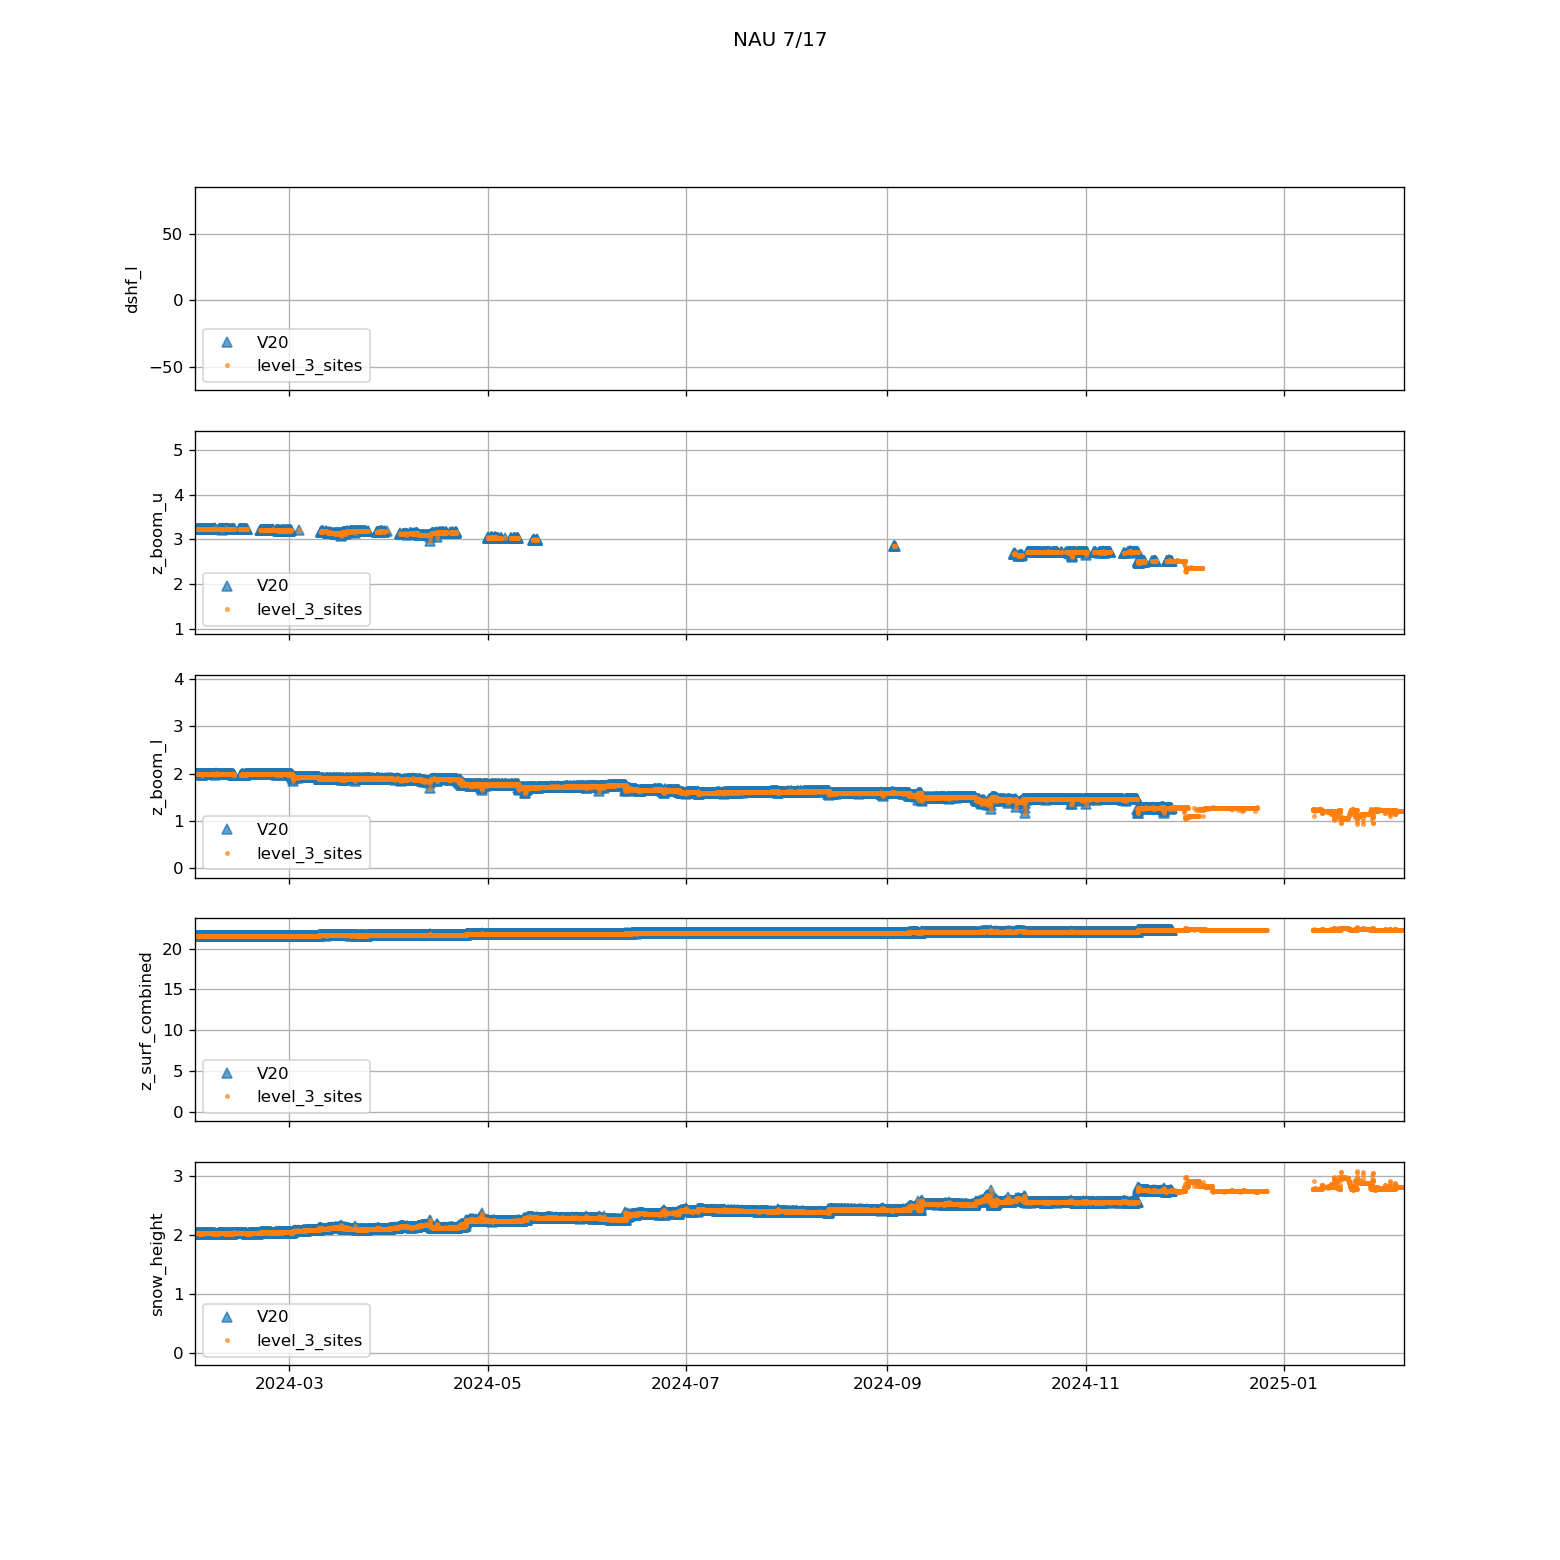 NAU 7/17
dshf_l
50
0
−50
V20
level_3_sites
z_boom_u
5
4
3
2
1
V20
level_3_sites
z_boom_l
4
3
2
1
0
V20
level_3_sites
z_surf_combined
20
15
10
5
0
V20
level_3_sites
snow_height
3
2
1
0
V20
level_3_sites
2024-03 2024-05 2024-07 2024-09 2024-11 2025-01